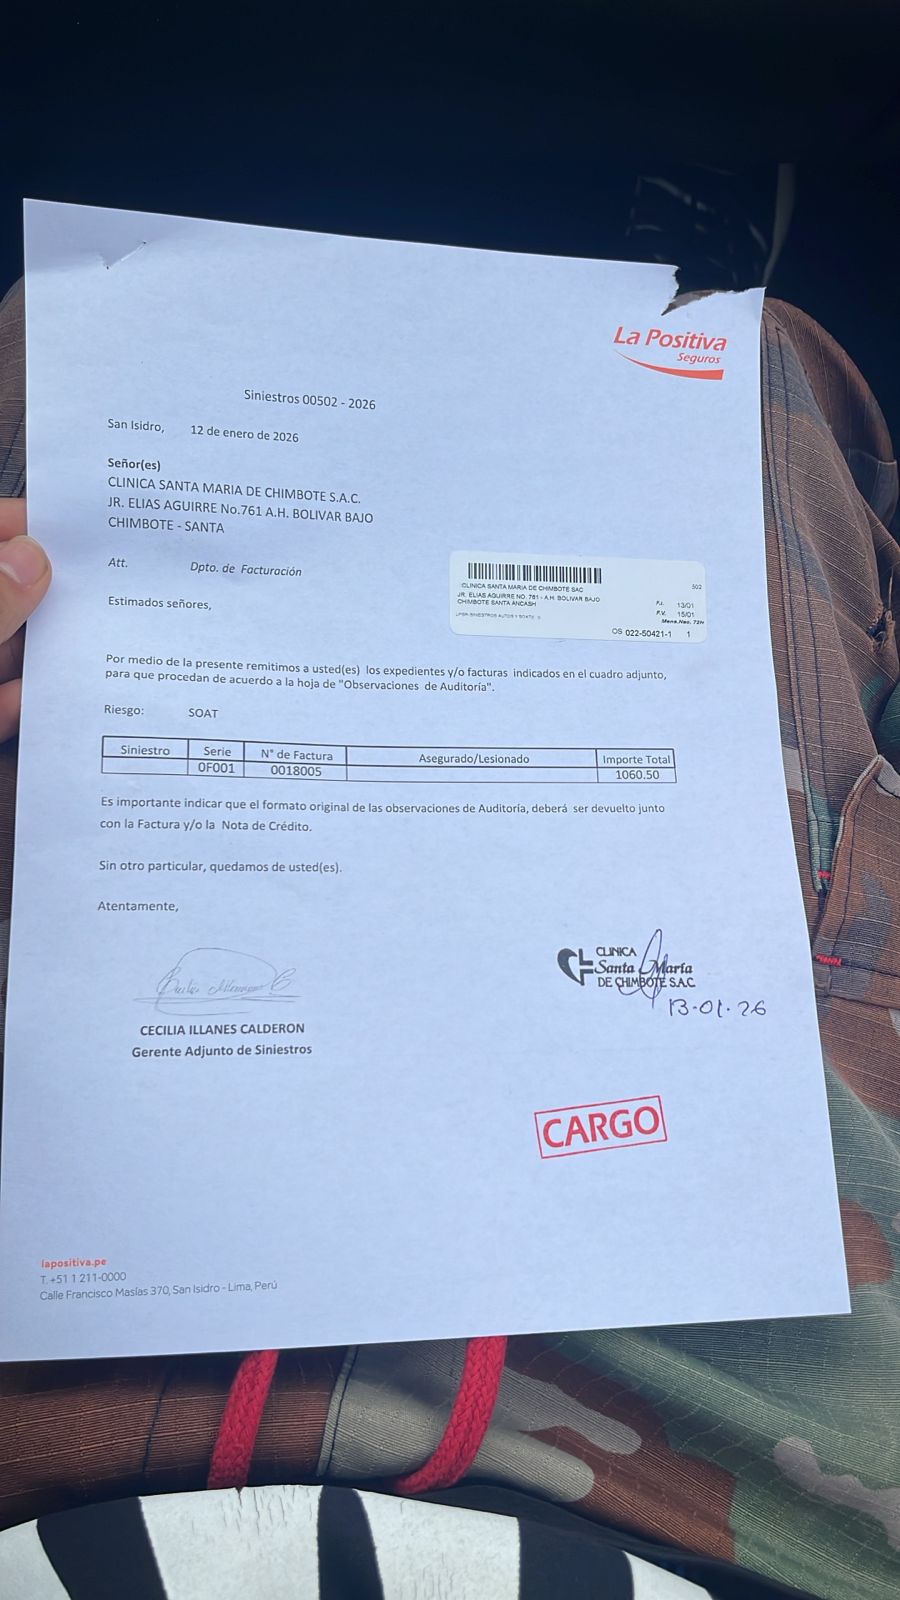 La Positiva
Seguros
Siniestros 00502 - 2026
San Isidro, 12 de enero de 2026
Señor(es)
CLINICA SANTA MARIA DE CHIMBOTE S.A.C.
JR. ELIAS AGUIRRE No.761 A.H. BOLIVAR BAJO
CHIMBOTE - SANTA
Att. Dpto. de Facturación
Estimados señores,
CLINICA SANTA MARIA DE CHIMBOTE SAC 502
JR. ELIAS AGUIRRE NO. 761 - A.H. BOLIVAR BAJO
CHIMBOTE SANTA ANCASH
F.I. 13/01
F.V. 15/01
Mens.Nac. 72H
OS 022-50421-1 1
Por medio de la presente remitimos a usted(es) los expedientes y/o facturas indicados en el cuadro adjunto,
para que procedan de acuerdo a la hoja de "Observaciones de Auditoría".
Riesgo: SOAT
Siniestro Serie N° de Factura Asegurado/Lesionado Importe Total
0F001 0018005 1060.50
Es importante indicar que el formato original de las observaciones de Auditoría, deberá ser devuelto junto
con la Factura y/o la Nota de Crédito.
Sin otro particular, quedamos de usted(es).
Atentamente,
CECILIA ILLANES CALDERON
Gerente Adjunto de Siniestros
CLINICA
Santa María
DE CHIMBOTE S.A.C.
13-01-26
CARGO
lapositiva.pe
T. +51 1 211-0000
Calle Francisco Masías 370, San Isidro - Lima, Perú